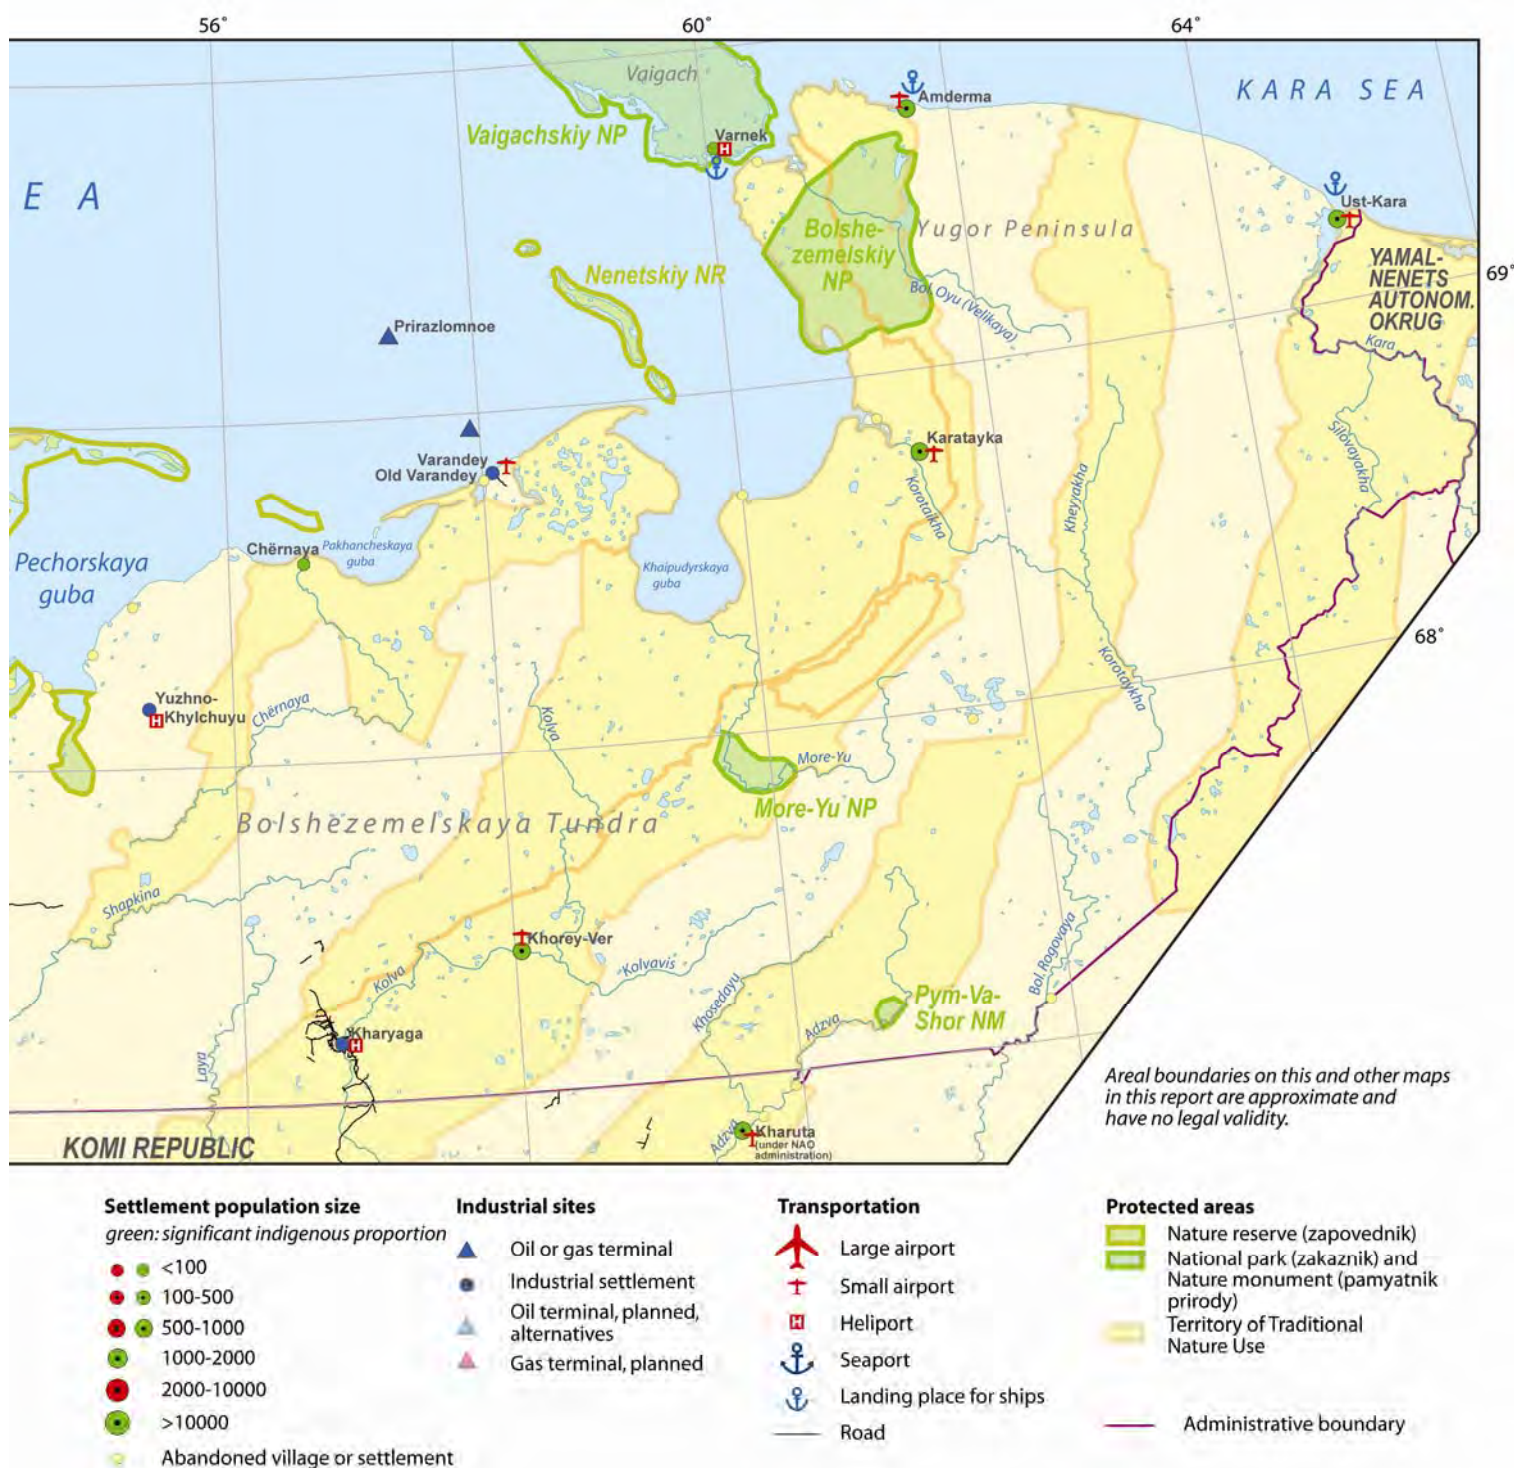 56°
60°
64°
Vaigach
Amderma
KARA SEA
Vaigachskiy NP
Varnek
E A
Ust-Kara
Bolshe-
zemelskiy
NP
Yugor Peninsula
YAMAL-
NENETS
AUTONOM.
OKRUG
69°
Nenetskiy NR
Bol. Oyu (Velikaya)
Prirazlomnoe
Kara
Karatayka
Silovayakha
Varandey
Old Varandey
Korotaikha
Kheyyakha
Chërnaya
Pakhancheskaya
guba
Khaipudyrskaya
guba
Pechorskaya
guba
68°
Korotaykha
Yuzhno-
Khylchuyu
Chërnaya
Kolva
More-Yu
More-Yu NP
Bolshezemelskaya Tundra
Shapkina
Khorey-Ver
Kolva
Kolvavis
Khosedayu
Bol. Rogovaya
Pym-Va-
Shor NM
Adzva
Kharyaga
Laya
Areal boundaries on this and other maps
in this report are approximate and
have no legal validity.
KOMI REPUBLIC
Adzva
Kharuta
(under NAO
administration)
Settlement population size
green: significant indigenous proportion
<100
100-500
500-1000
1000-2000
2000-10000
>10000
Abandoned village or settlement
Industrial sites
Oil or gas terminal
Industrial settlement
Oil terminal, planned,
alternatives
Gas terminal, planned
Transportation
Large airport
Small airport
H Heliport
Seaport
Landing place for ships
Road
Protected areas
Nature reserve (zapovednik)
National park (zakaznik) and
Nature monument (pamyatnik
prirody)
Territory of Traditional
Nature Use
Administrative boundary